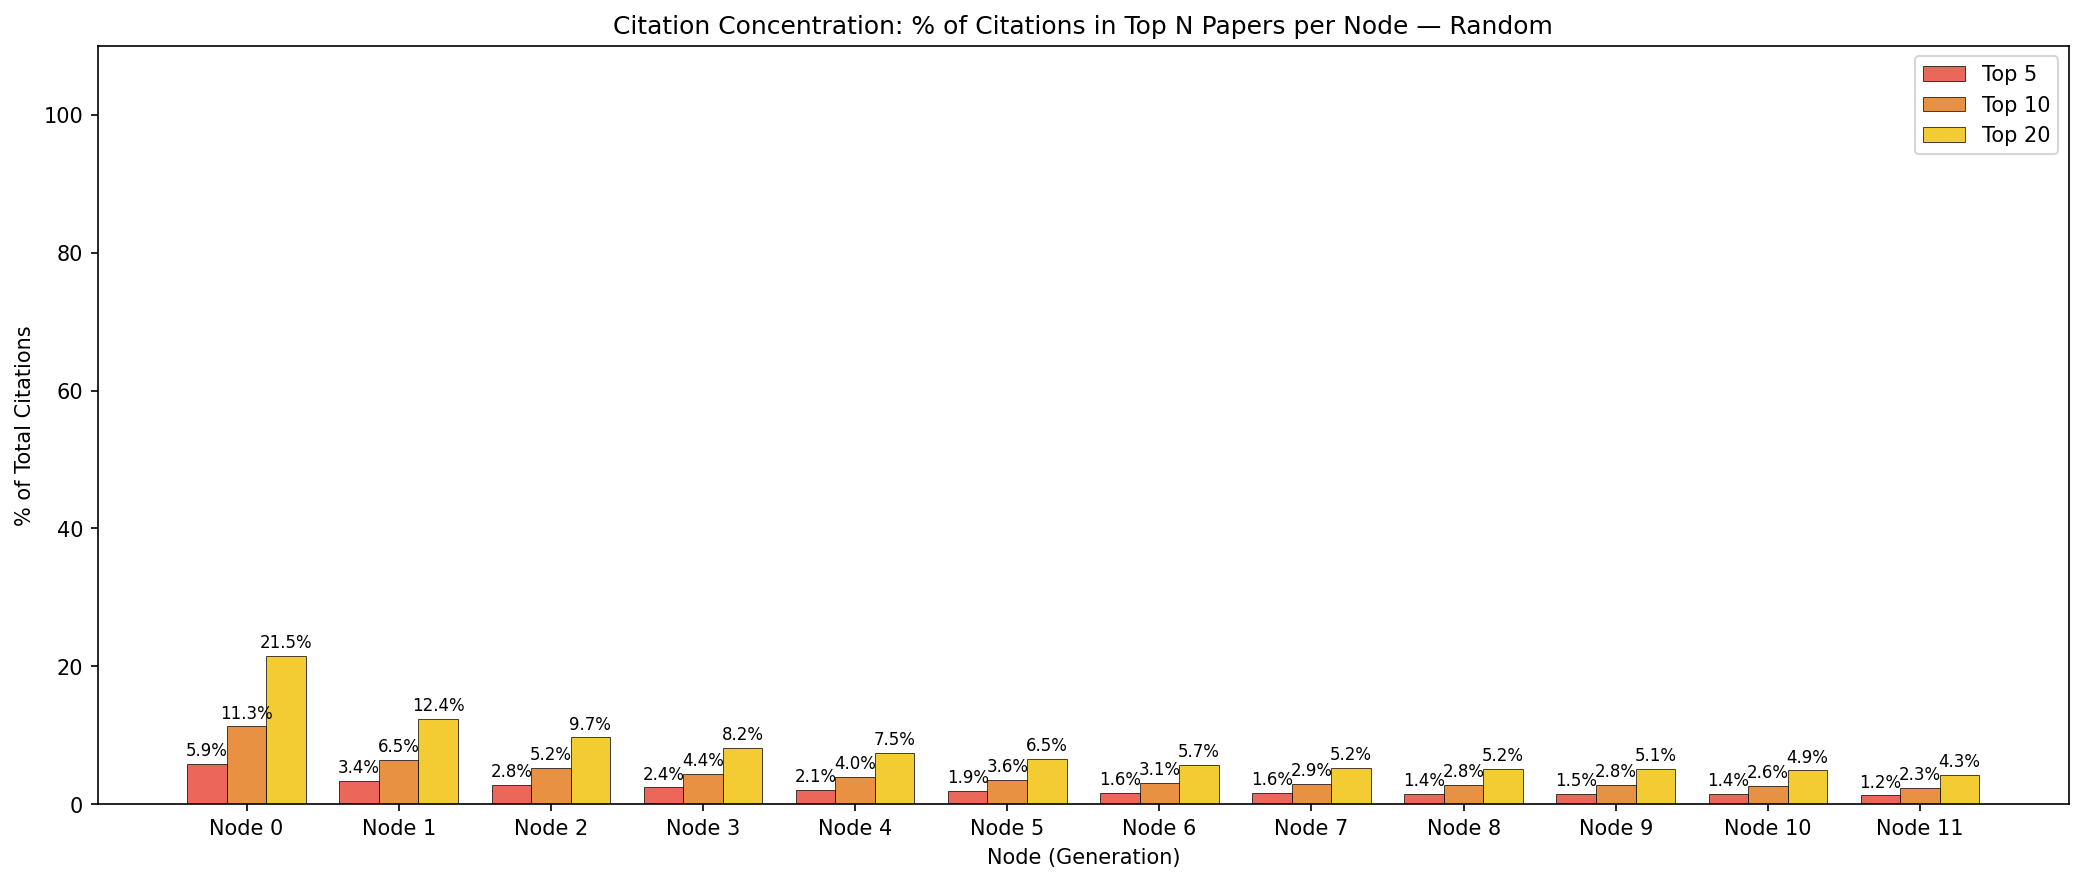 Citation Concentration: % of Citations in Top N Papers per Node — Random
Top 5
Top 10
Top 20
% of Total Citations
100
80
60
40
20
0
5.9% 11.3% 21.5%
3.4% 6.5% 12.4%
2.8% 5.2% 9.7%
2.4% 4.4% 8.2%
2.1% 4.0% 7.5%
1.9% 3.6% 6.5%
1.6% 3.1% 5.7%
1.6% 2.9% 5.2%
1.4% 2.8% 5.2%
1.5% 2.8% 5.1%
1.4% 2.6% 4.9%
1.2% 2.3% 4.3%
Node 0 Node 1 Node 2 Node 3 Node 4 Node 5 Node 6 Node 7 Node 8 Node 9 Node 10 Node 11
Node (Generation)